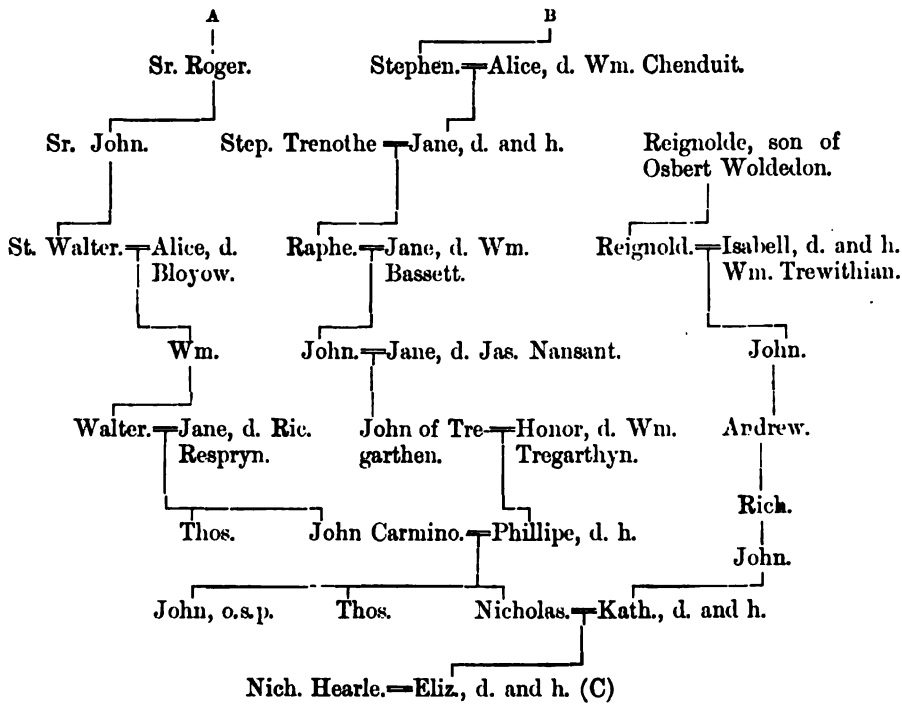 A B
Sr. Roger. Stephen. Alice, d. Wm. Chenduit.
Sr. John. Step. Trenothe Jane, d. and h. Reignolde, son of
Osbert Woldedon.
St. Walter. Alice, d. Raphe. Jane, d. Wm. Reignold. Isabell, d. and h.
Bloyow. Bassett. Wm. Trewithian.
Wm. John. Jane, d. Jas. Nansant. John.
Walter. Jane, d. Ric. John of Tre- Honor, d. Wm. Andrew.
Respryn. garthen. Tregarthyn.
Rich.
Thos. John Carmino. Phillipe, d. h.
John.
John, o.s.p. Thos. Nicholas. Kath., d. and h.
Nich. Hearle. Eliz., d. and h. (C)